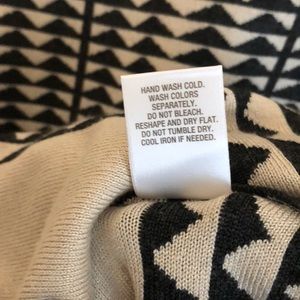 HAND WASH COLD.
WASH COLORS
SEPARATELY.
DO NOT BLEACH.
RESHAPE AND DRY FLAT.
DO NOT TUMBLE DRY.
COOL IRON IF NEEDED.